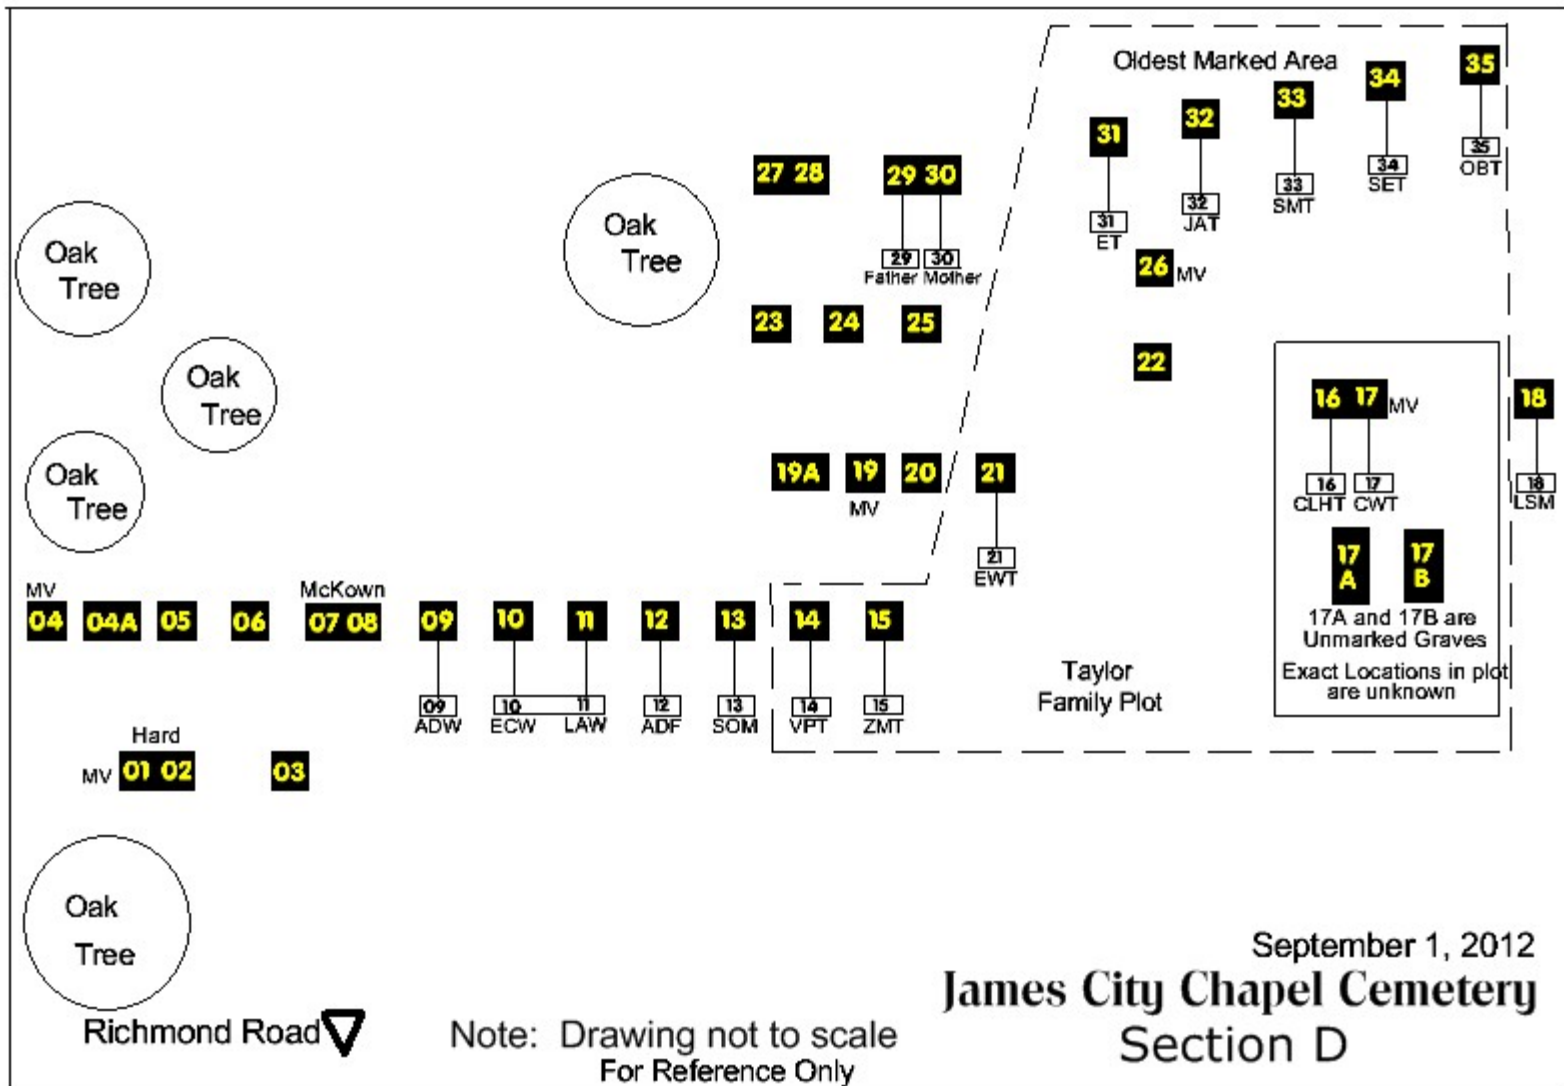 Oldest Marked Area
35
34
33
32
31
35
OBT
34
SET
33
SMT
32
JAT
31
ET
27 28
29 30
29 30
Father Mother
Oak
Tree
Oak
Tree
26 MV
23 24 25
22
Oak
Tree
16 17 MV
18
16 17
CLHT CWT
18
LSM
Oak
Tree
19A 19 20 21
MV
21
EWT
17
A
17
B
17A and 17B are
Unmarked Graves
Exact Locations in plot
are unknown
MV
McKown
04 04A 05 06 07 08 09 10 11 12 13 14 15
09 10 11 12 13 14 15
ADW ECW LAW ADF SOM VPT ZMT
Taylor
Family Plot
Hard
MV 01 02 03
Oak
Tree
September 1, 2012
James City Chapel Cemetery
Section D
Richmond Road
Note: Drawing not to scale
For Reference Only